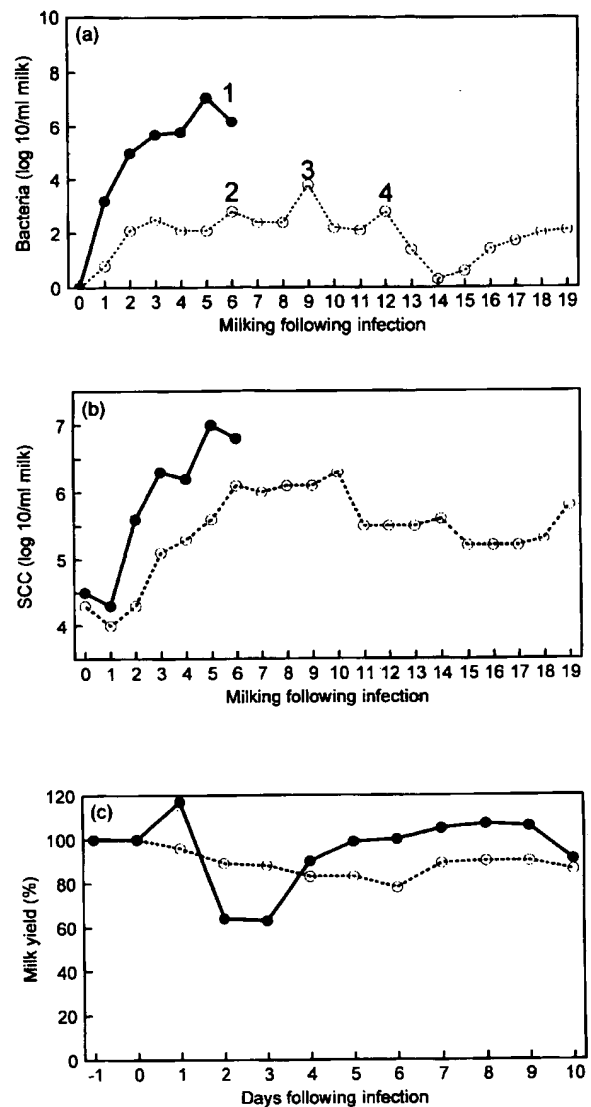 (a)
Bacteria (log 10/ml milk)
10
8
6
4
2
0
1
2
3
4
0 1 2 3 4 5 6 7 8 9 10 11 12 13 14 15 16 17 18 19
Milking following infection
(b)
SCC (log 10/ml milk)
7
6
5
4
0 1 2 3 4 5 6 7 8 9 10 11 12 13 14 15 16 17 18 19
Milking following infection
(c)
Milk yield (%)
120
100
80
60
40
20
0
-1 0 1 2 3 4 5 6 7 8 9 10
Days following infection